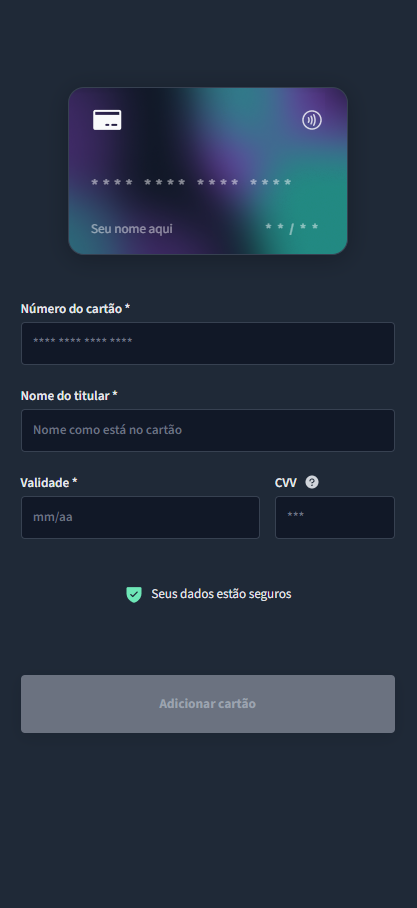 **** **** **** ****
Seu nome aqui **/**
Número do cartão *
**** **** **** ****
Nome do titular *
Nome como está no cartão
Validade * CVV ?
mm/aa ***
Seus dados estão seguros
Adicionar cartão